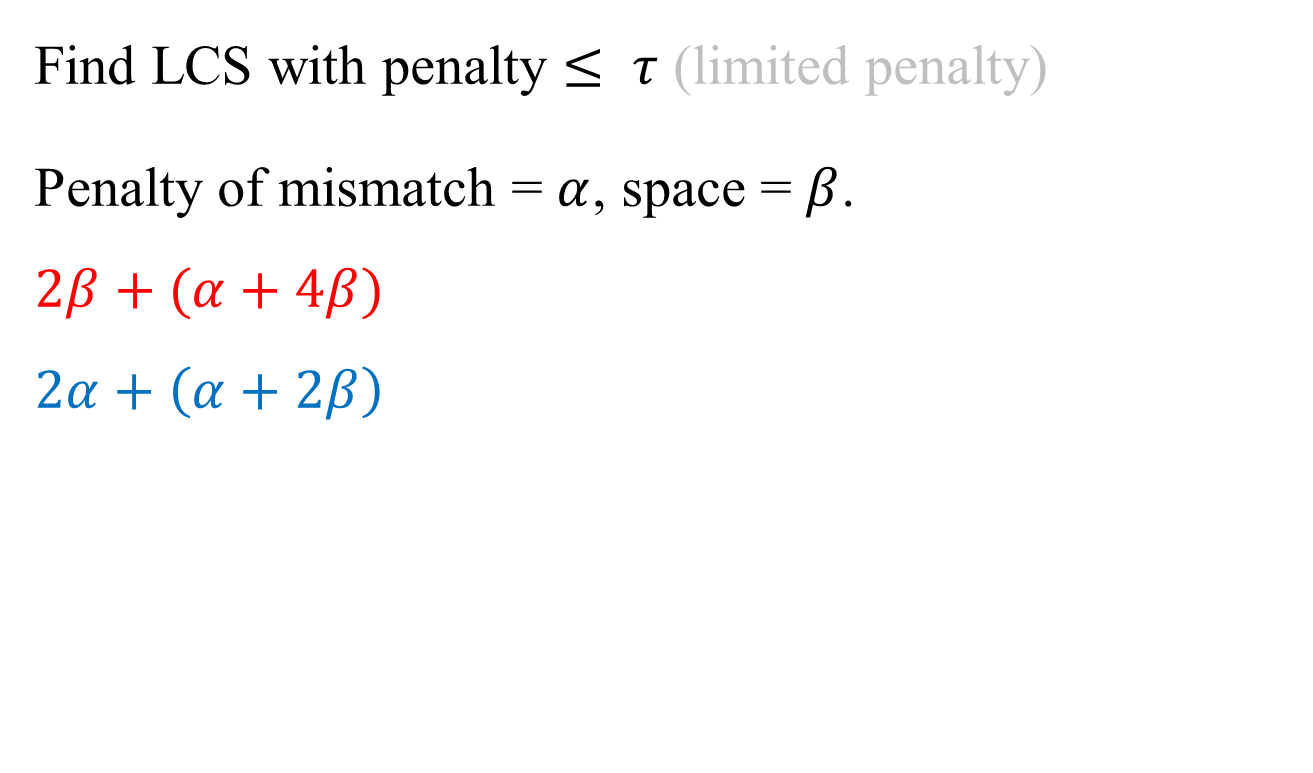 Find LCS with penalty ≤ 𝜏 (limited penalty)
Penalty of mismatch = 𝛼, space = 𝛽.
2𝛽 + (𝛼 + 4𝛽)
2𝛼 + (𝛼 + 2𝛽)